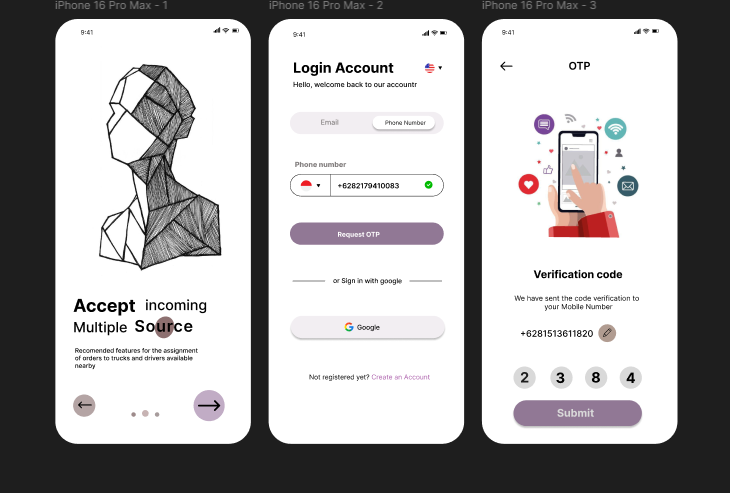 iPhone 16 Pro Max - 1
9:41
Accept incoming
Multiple Source
Recomended features for the assignment
of orders to trucks and drivers available
nearby
iPhone 16 Pro Max - 2
9:41
Login Account
Hello, welcome back to our accountr
Email
Phone Number
Phone number
+6282179410083
Request OTP
or Sign in with google
Google
Not registered yet? Create an Account
iPhone 16 Pro Max - 3
9:41
OTP
Verification code
We have sent the code verification to
your Mobile Number
+6281513611820
2 3 8 4
Submit